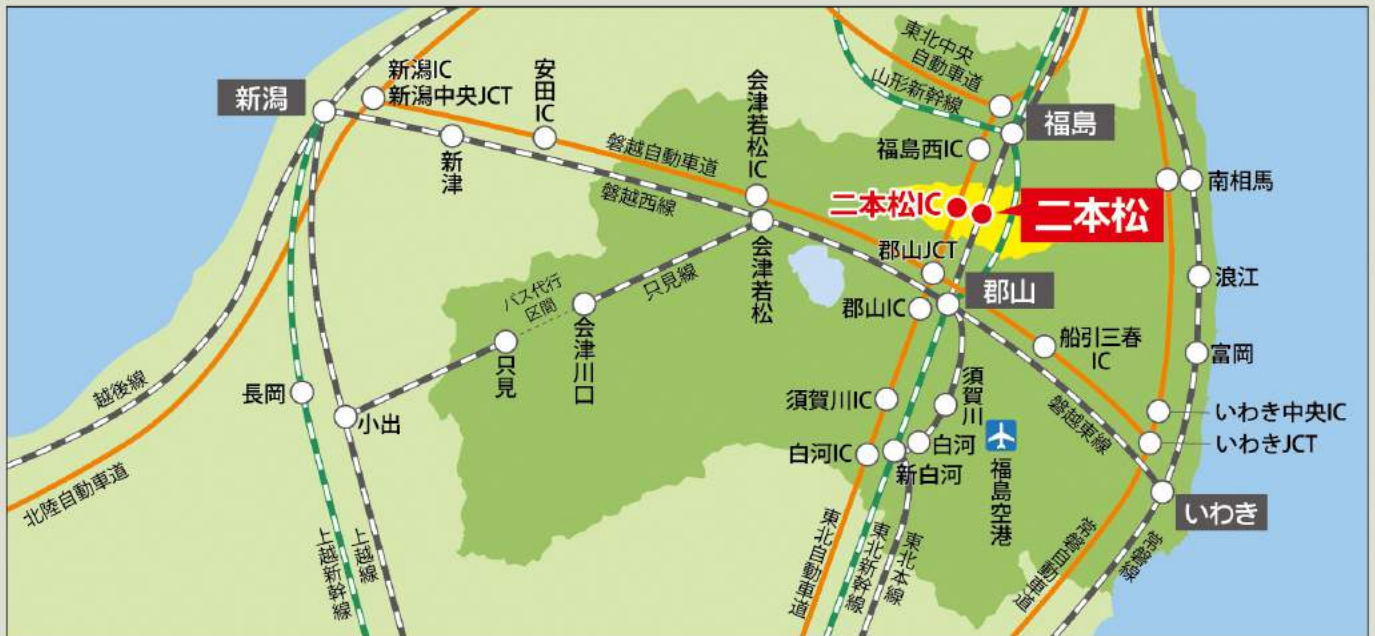 東北中央
自動車道
山形新幹線
新潟IC
新潟中央JCT
新潟
安田IC
会津若松IC
福島
福島西IC
新津
磐越自動車道
磐越西線
南相馬
二本松IC
二本松
会津若松
郡山JCT
浪江
只見線
バス代行
区間
郡山
郡山IC
会津川口
只見
船引三春
IC
富岡
越後線
長岡
小出
須賀川IC
須賀川
磐越東線
いわき中央IC
いわきJCT
白河IC
白河
新白河
福島空港
北陸自動車道
いわき
上越新幹線
上越線
東北自動車道
東北新幹線
東北本線
常磐自動車道
常磐線